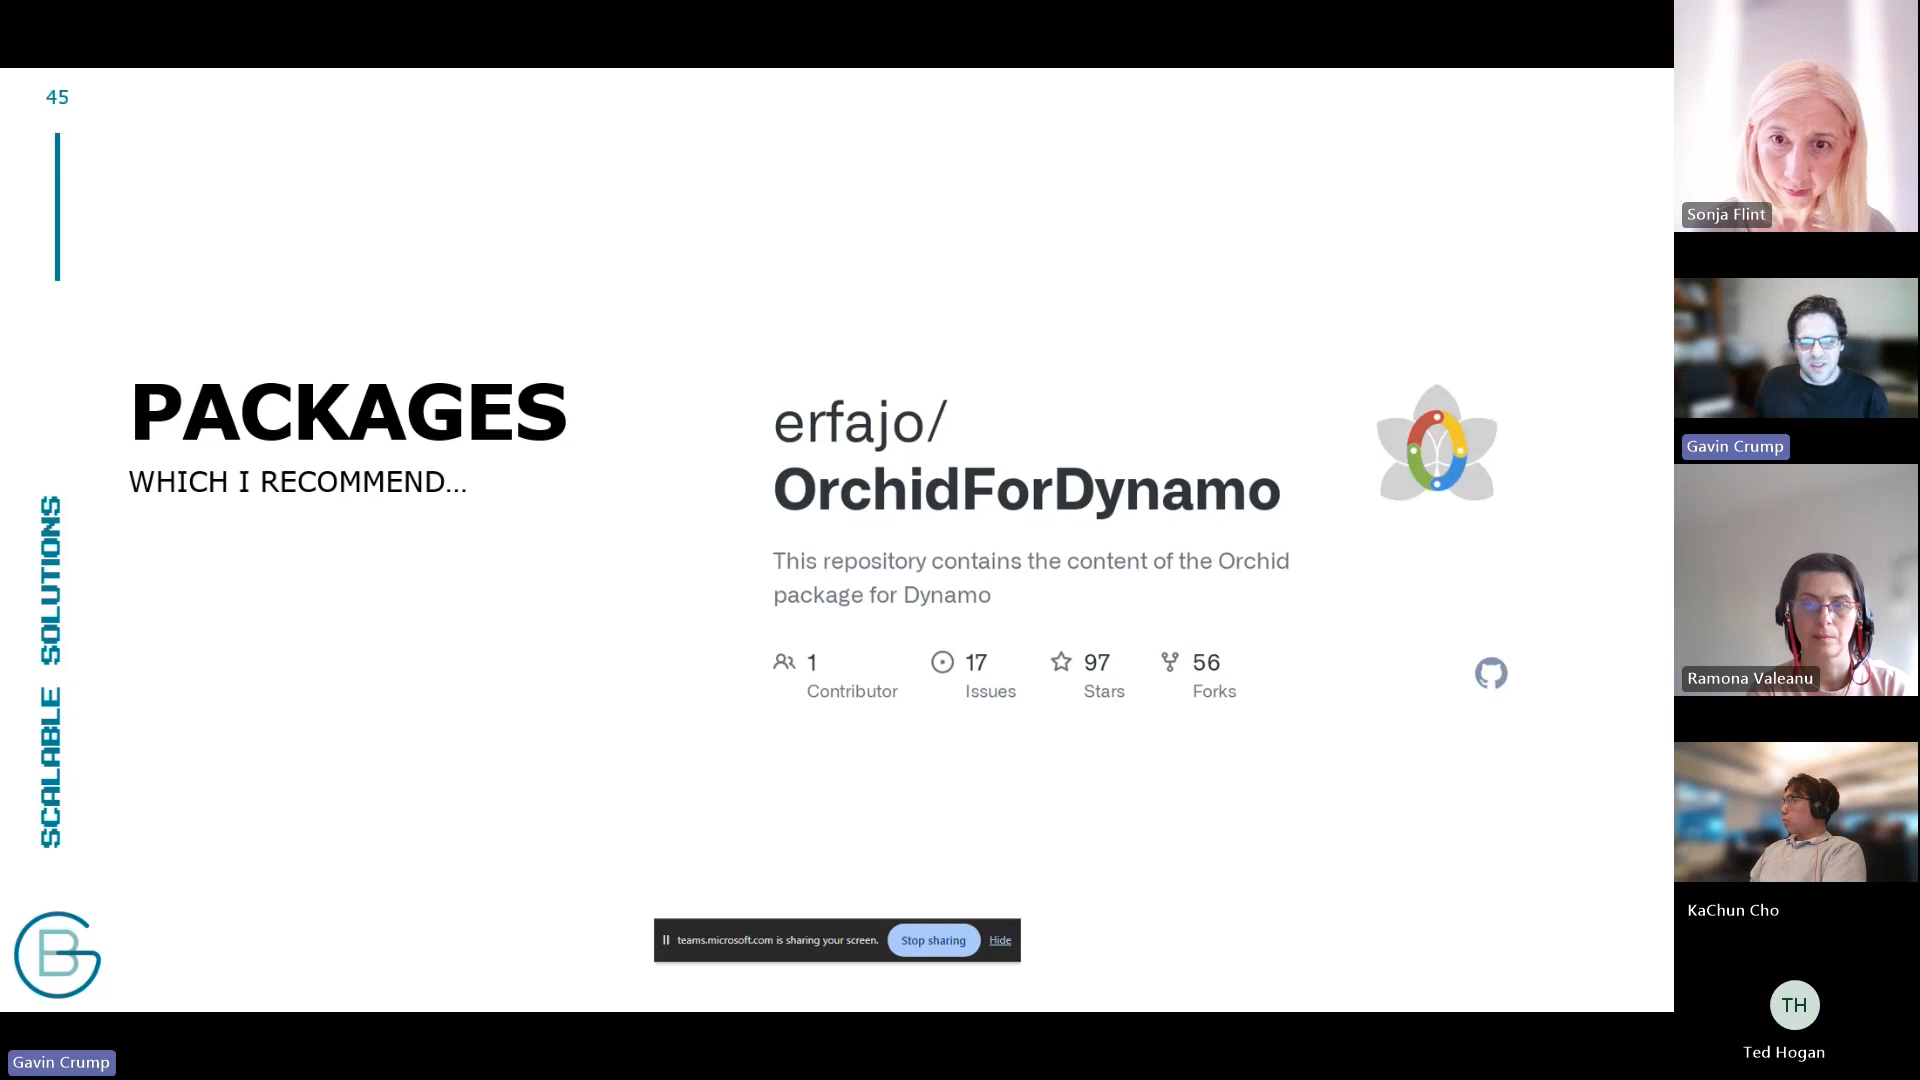 45
PACKAGES
WHICH I RECOMMEND...
SCALABLE SOLUTIONS
erfajo/
OrchidForDynamo
This repository contains the content of the Orchid
package for Dynamo
1
Contributor
17
Issues
97
Stars
56
Forks
teams.microsoft.com is sharing your screen.
Stop sharing
Hide
GB
Gavin Crump
Sonja Flint
Gavin Crump
Ramona Valeanu
KaChun Cho
TH
Ted Hogan